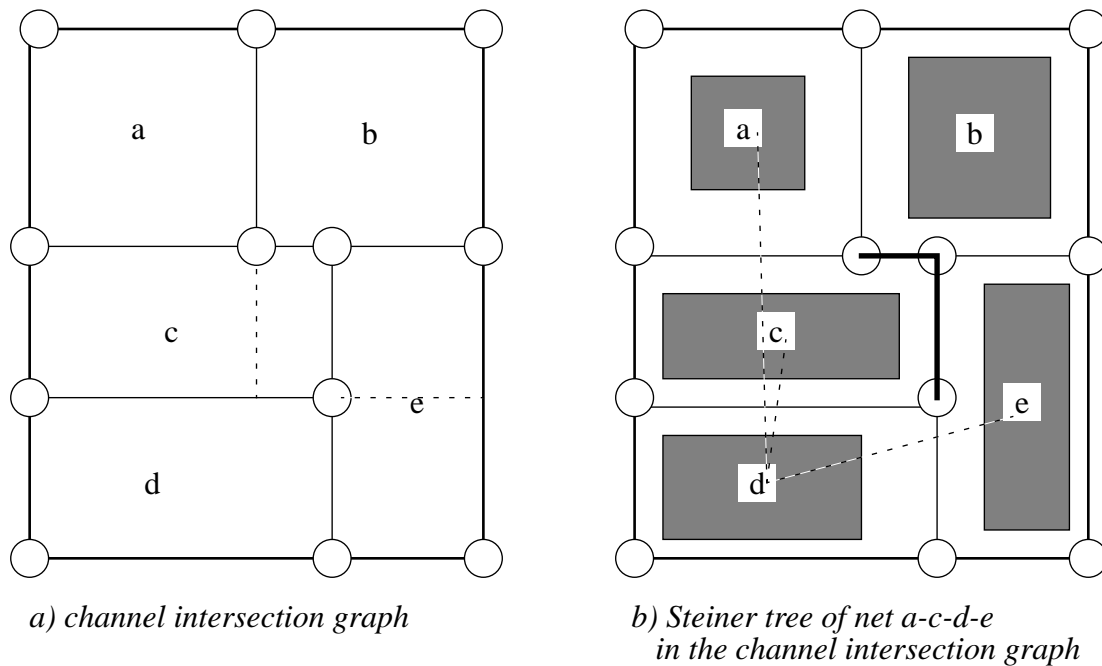 a
b
c
e
d
a) channel intersection graph
a
b
c
e
d
b) Steiner tree of net a-c-d-e
in the channel intersection graph